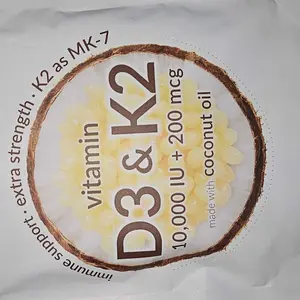 immune support · extra strength · K2 as MK-7
vitamin
D3 & K2
10,000 IU + 200 mcg
made with coconut oil